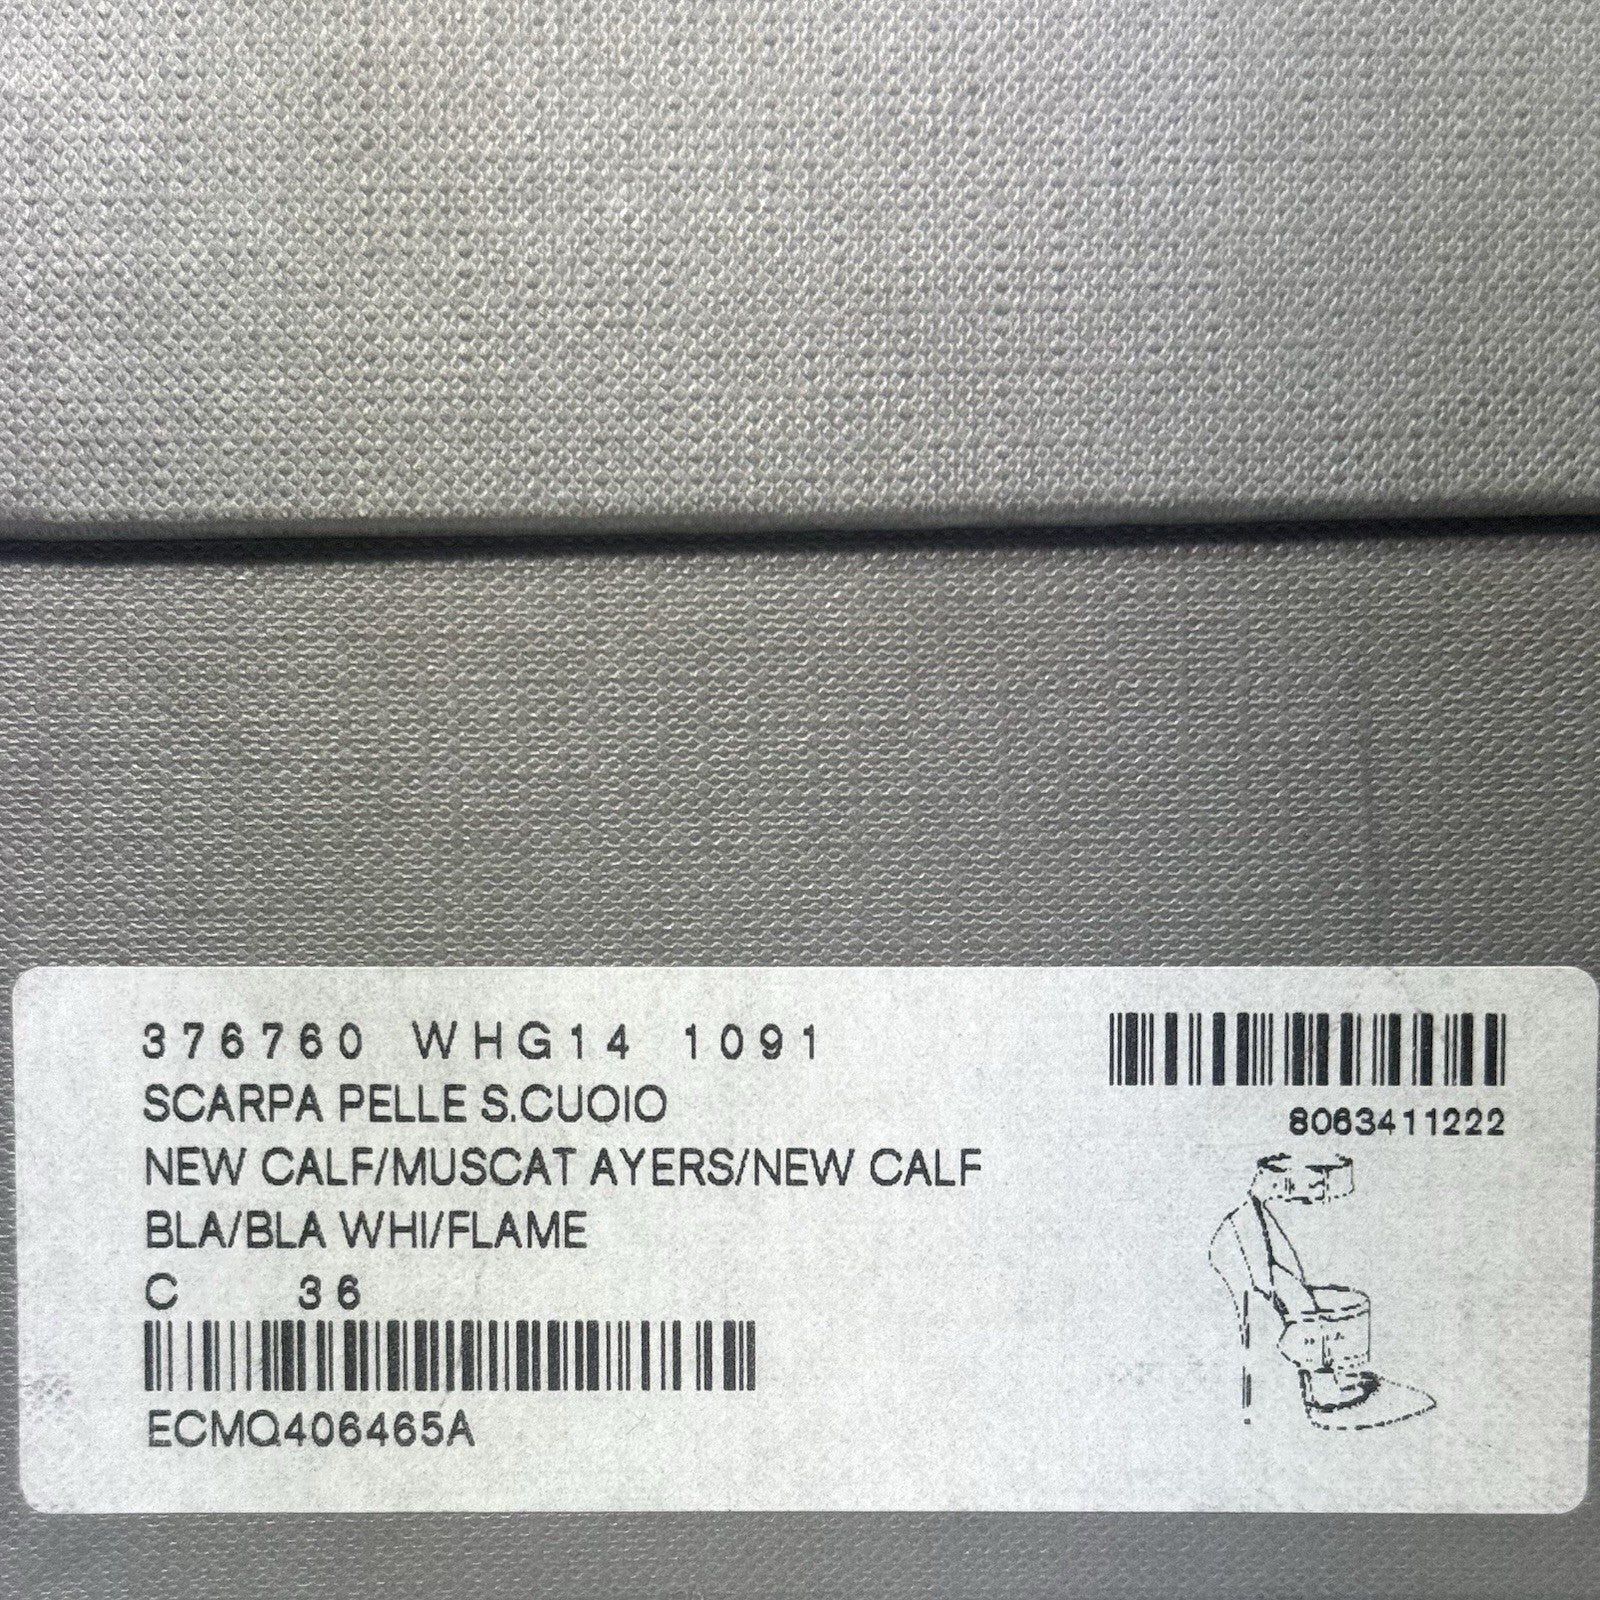 376760 WHG14 1091
SCARPA PELLE S.CUOIO
NEW CALF/MUSCAT AYERS/NEW CALF
BLA/BLA WHI/FLAME
C 36
ECMQ406465A
8063411222